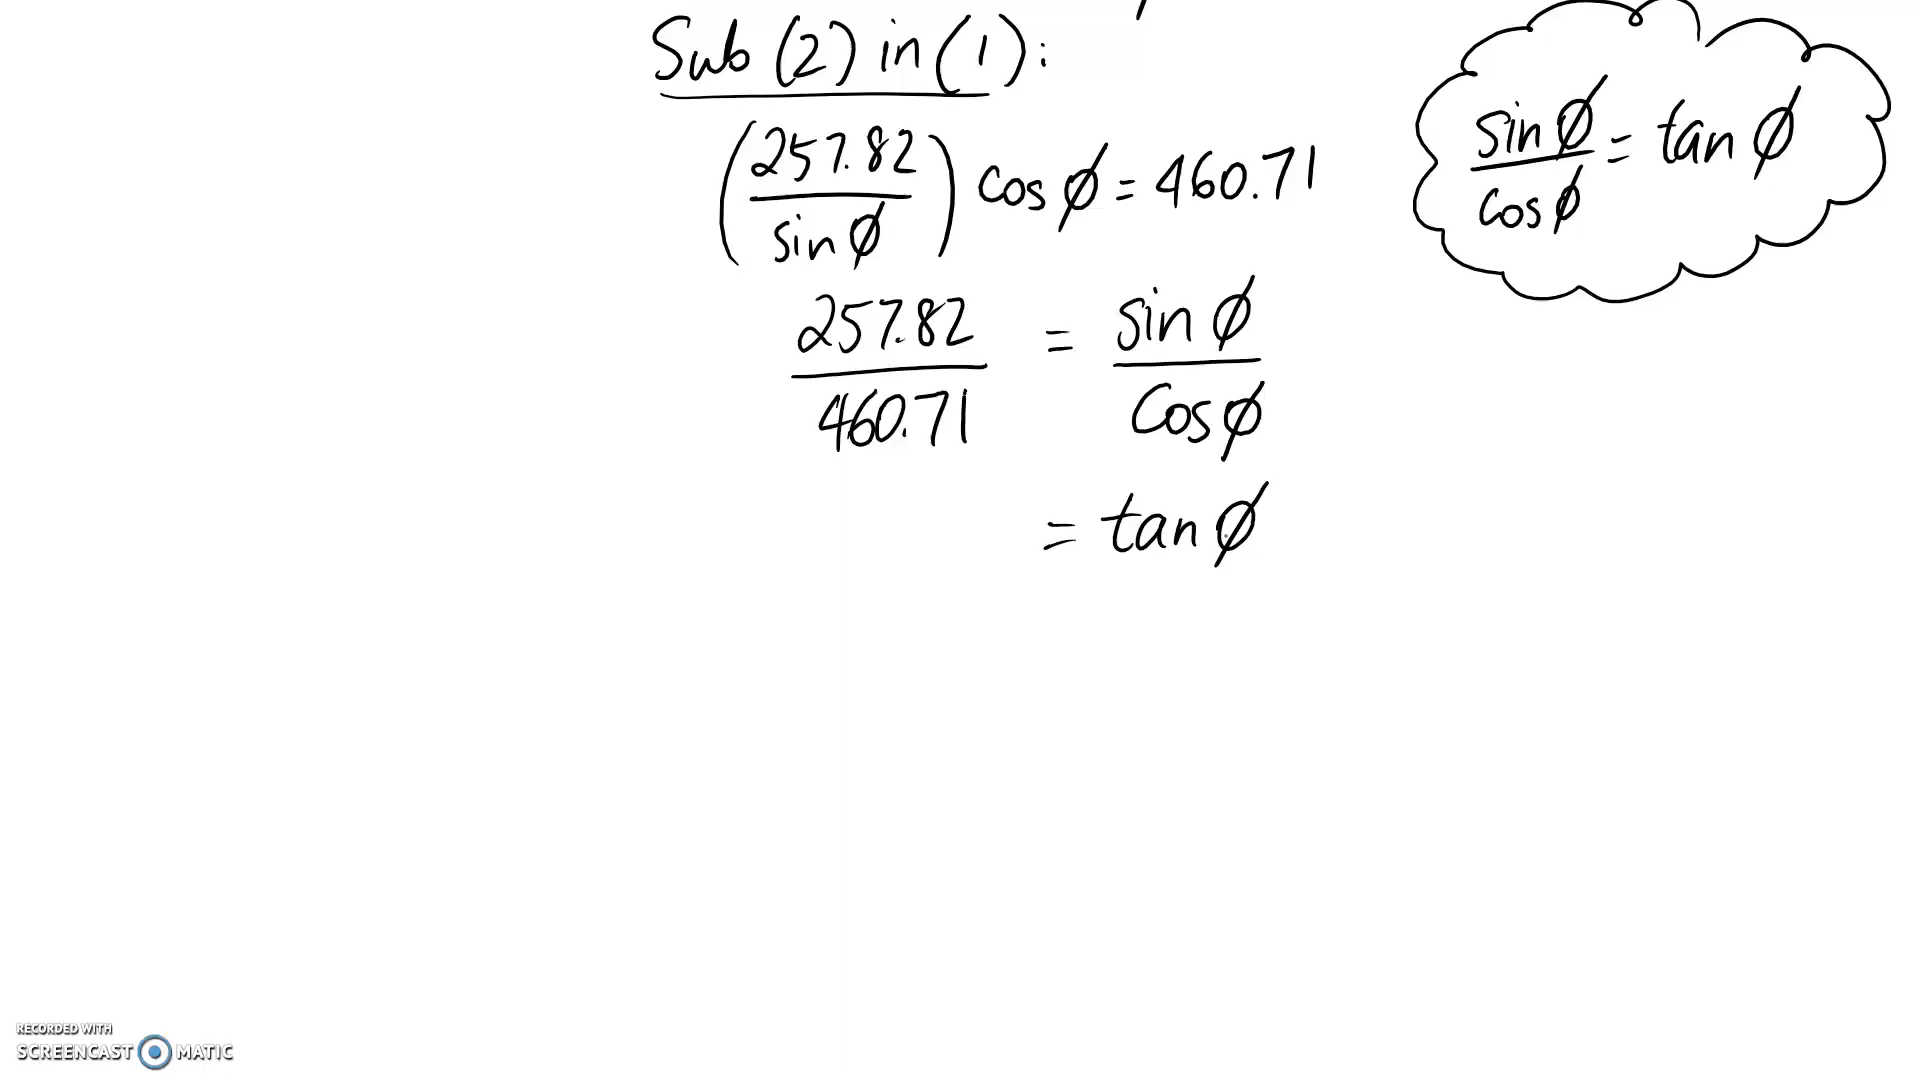 Sub (2) in (1):
(257.82/sin ∅) cos ∅ = 460.71
257.82/460.71 = sin ∅/cos ∅
= tan ∅
sin ∅/cos ∅ = tan ∅
RECORDED WITH
SCREENCAST MATIC